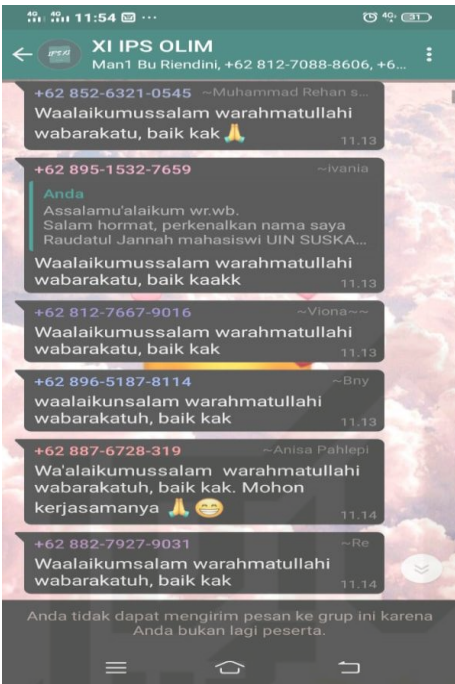 4G 4G 11:54
4G 31
XI IPS OLIM
Man1 Bu Riendini, +62 812-7088-8606, +6...
IPS XI
+62 852-6321-0545 ~Muhammad Rehan s...
Waalaikumussalam warahmatullahi
wabarakatu, baik kak 🙏
11.13
+62 895-1532-7659 ~ivania
Anda
Assalamu'alaikum wr.wb.
Salam hormat, perkenalkan nama saya
Raudatul Jannah mahasiswi UIN SUSKA...
Waalaikumussalam warahmatullahi
wabarakatu, baik kaakk
11.13
+62 812-7667-9016 ~Viona~~
Waalaikumussalam warahmatullahi
wabarakatu, baik kak
11.13
+62 896-5187-8114 ~Bny
waalaikunsalam warahmatullahi
wabarakatuh, baik kak
11.13
+62 887-6728-319 ~Anisa Pahlepi
Wa'alaikumussalam warahmatullahi
wabarakatuh, baik kak. Mohon
kerjasamanya 🙏 😁
11.14
+62 882-7927-9031 ~Re
Waalaikumsalam warahmatullahi
wabarakatuh, baik kak
11.14
Anda tidak dapat mengirim pesan ke grup ini karena
Anda bukan lagi peserta.